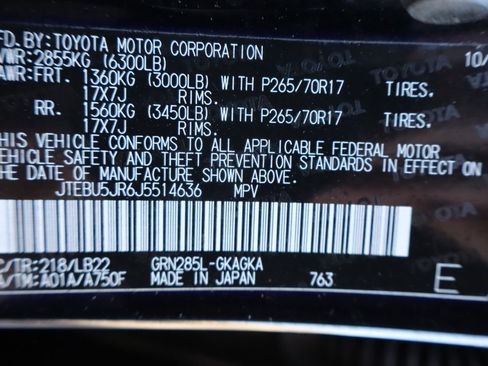 MFD. BY: TOYOTA MOTOR CORPORATION 10/
VWR: 2855KG (6300LB)
AWR: FRT. 1360KG (3000LB) WITH P265/70R17 TIRES,
17X7J RIMS.
RR. 1560KG (3450LB) WITH P265/70R17 TIRES,
17X7J RIMS.
THIS VEHICLE CONFORMS TO ALL APPLICABLE FEDERAL MOTOR
VEHICLE SAFETY AND THEFT PREVENTION STANDARDS IN EFFECT ON
THE DATE OF MANUFACTURE SHOWN ABOVE.
JTEBU5JR6J5514636 MPV
C/TR: 218/LB22 GRN285L-GKAGKA
A/TM: A01A/A750F MADE IN JAPAN 763 E